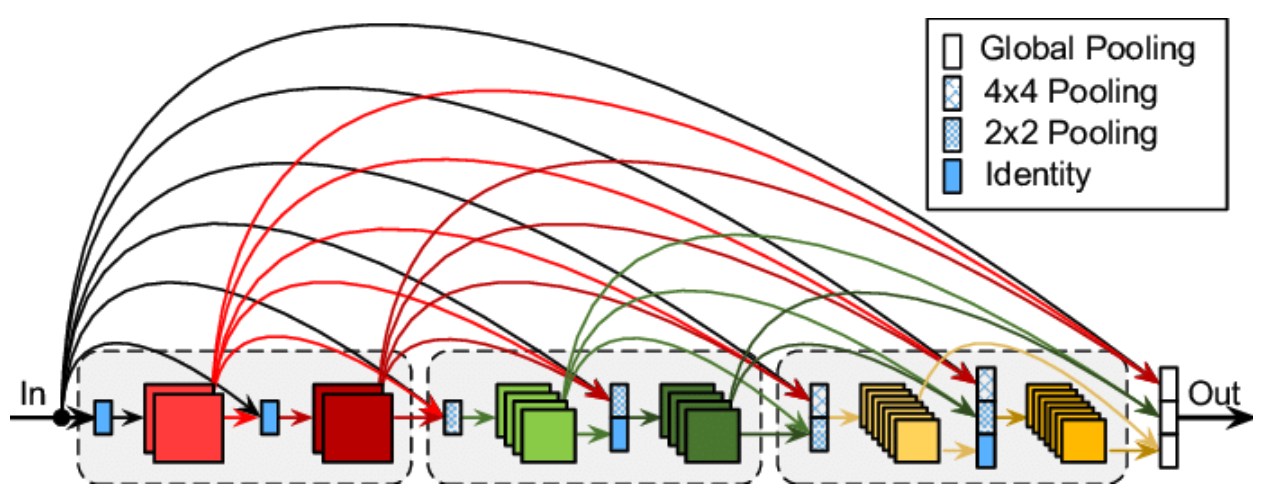 Global Pooling
4x4 Pooling
2x2 Pooling
Identity
In
Out